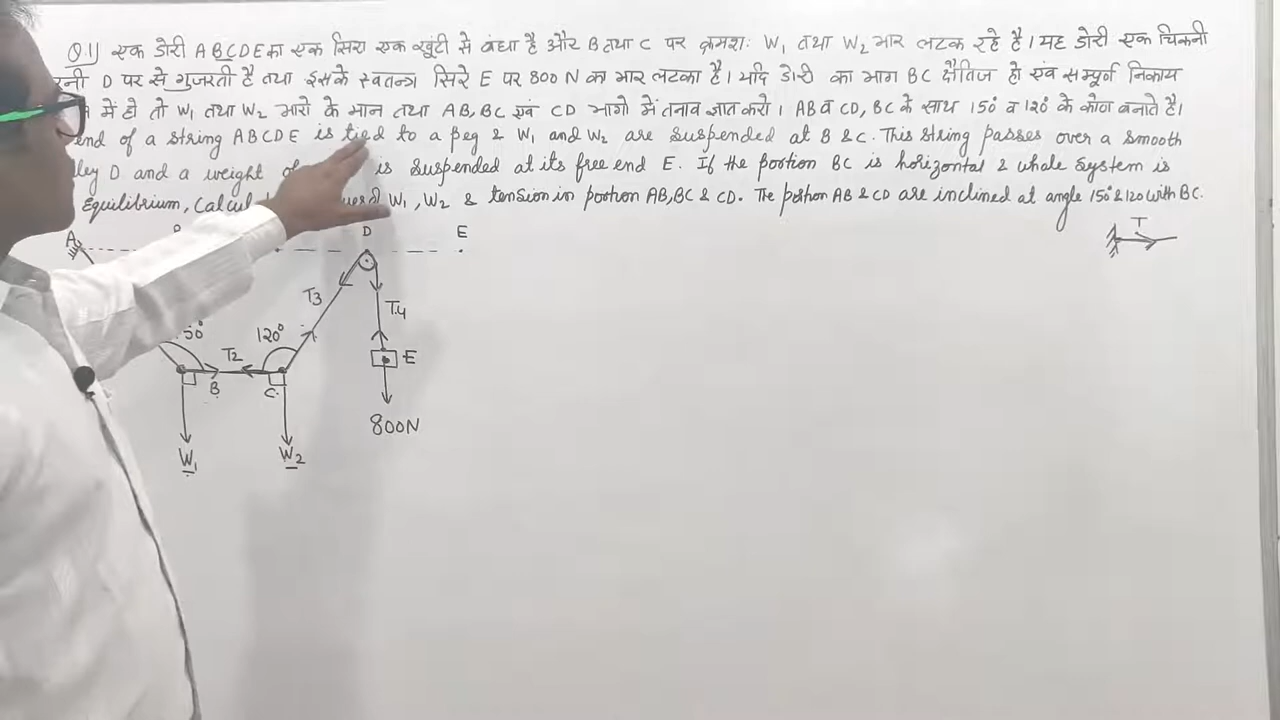 Q.1) एक डोरी ABCDE का एक सिरा एक खूंटी से बंधा है और B तथा C पर क्रमशः W₁ तथा W₂ भार लटक रहे हैं। यह डोरी एक चिकनी
D पर से गुजरती है तथा इसके स्वतन्त्र सिरे E पर 800 N का भार लटका है। यदि डोरी का भाग BC क्षैतिज हो एवं सम्पूर्ण निकाय
में हो तो W₁ तथा W₂ भारो के मान तथा AB, BC एवं CD भागो में तनाव ज्ञात करो। AB व CD, BC के साथ 150° व 120° के कोण बनाते है।
end of a string ABCDE is tied to a peg & W₁ and W₂ are suspended at B & C. This string passes over a smooth
D and a weight is suspended at its free end E. If the portion BC is horizontal & whole system is
Equilibrium, W₁, W₂ & tension in portion AB, BC & CD. The portion AB & CD are inclined at angle 150° & 120 with BC.
A D E
T
T3
T4
50° 120°
T2
E
B C
800N
W₁ W₂